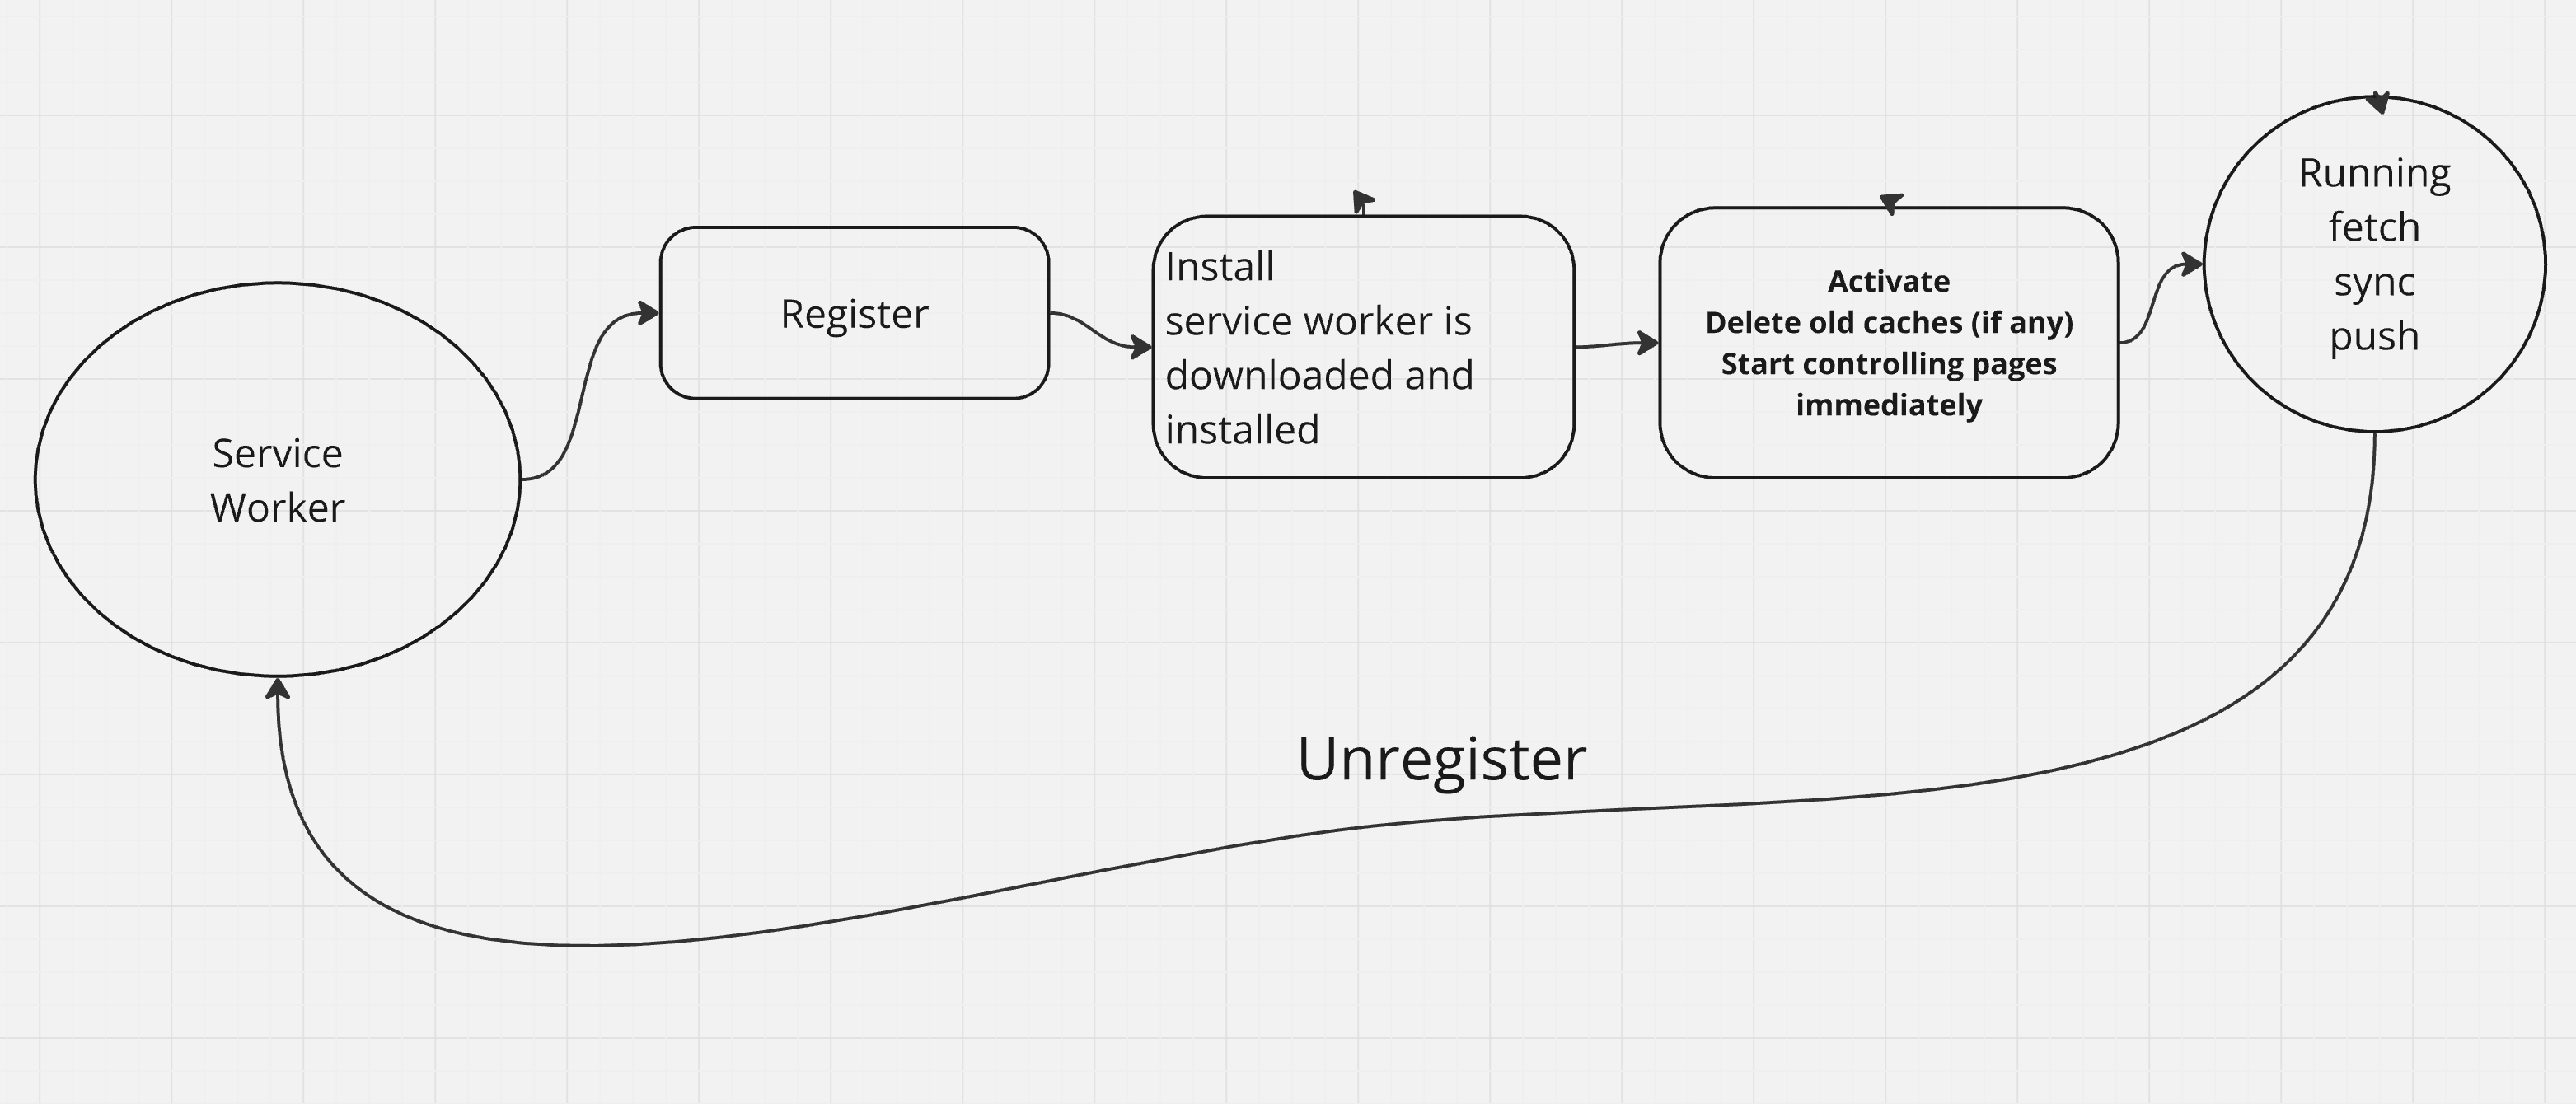 Service
Worker
Register
Install
service worker is
downloaded and
installed
Activate
Delete old caches (if any)
Start controlling pages
immediately
Running
fetch
sync
push
Unregister